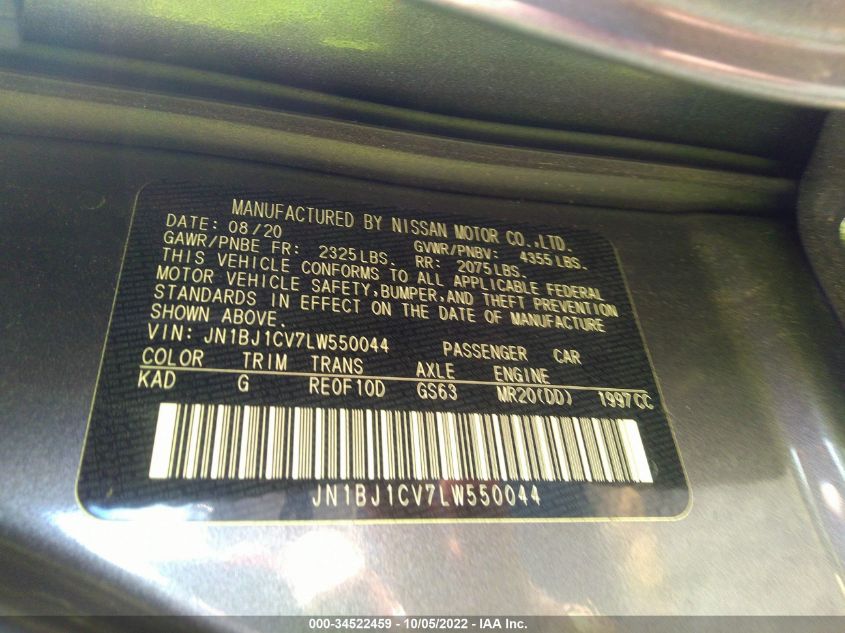 MANUFACTURED BY NISSAN MOTOR CO.,LTD.
DATE: 08/20 GVWR/PNBV: 4355LBS.
GAWR/PNBE FR: 2325LBS. RR: 2075LBS.
THIS VEHICLE CONFORMS TO ALL APPLICABLE FEDERAL
MOTOR VEHICLE SAFETY,BUMPER,AND THEFT PREVENTION
STANDARDS IN EFFECT ON THE DATE OF MANUFACTURE
SHOWN ABOVE.
VIN: JN1BJ1CV7LW550044 PASSENGER CAR
COLOR TRIM TRANS AXLE ENGINE
KAD G RE0F10D GS63 MR20(DD) 1997CC
JN1BJ1CV7LW550044
000-34522459 - 10/05/2022 - IAA Inc.